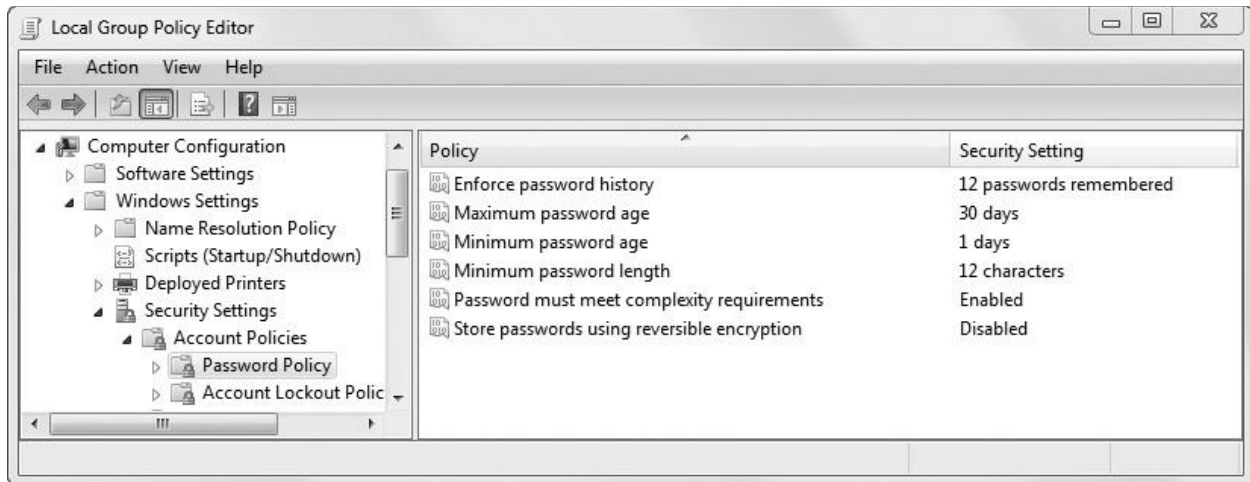 Local Group Policy Editor
File Action View Help
Computer Configuration
Software Settings
Windows Settings
Name Resolution Policy
Scripts (Startup/Shutdown)
Deployed Printers
Security Settings
Account Policies
Password Policy
Account Lockout Polic
Policy Security Setting
Enforce password history 12 passwords remembered
Maximum password age 30 days
Minimum password age 1 days
Minimum password length 12 characters
Password must meet complexity requirements Enabled
Store passwords using reversible encryption Disabled